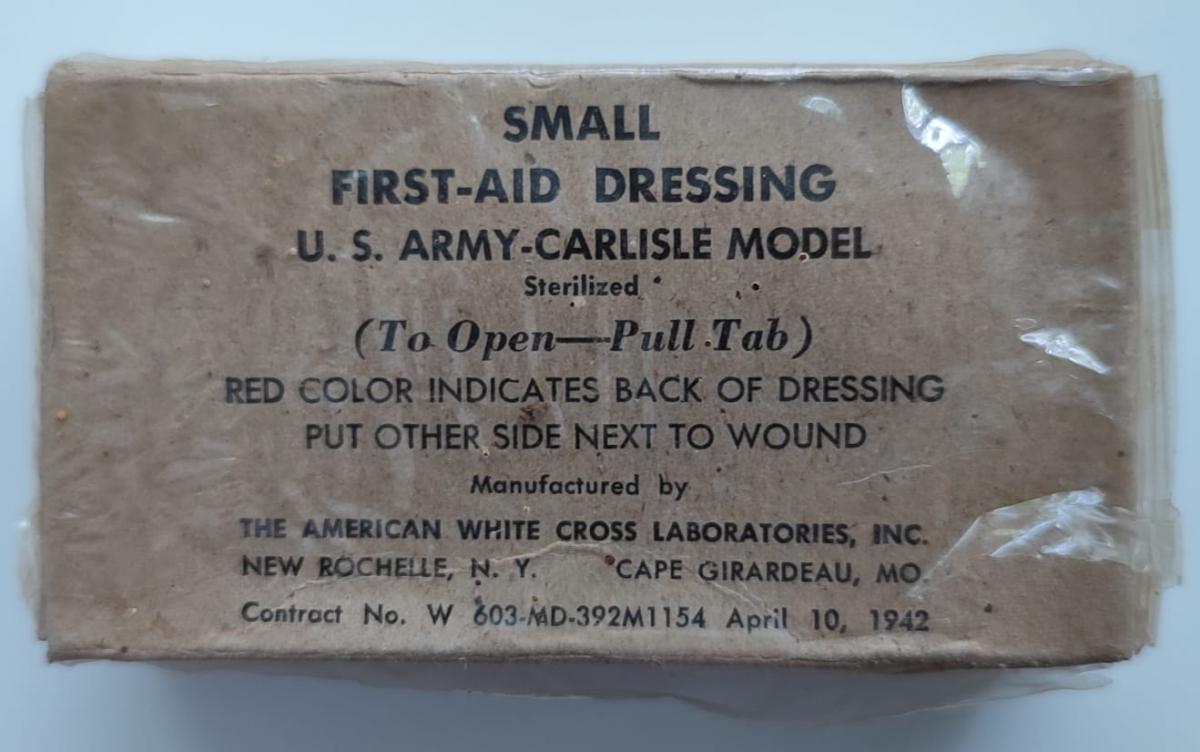 SMALL
FIRST-AID DRESSING
U. S. ARMY-CARLISLE MODEL
Sterilized
(To Open—Pull Tab)
RED COLOR INDICATES BACK OF DRESSING
PUT OTHER SIDE NEXT TO WOUND
Manufactured by
THE AMERICAN WHITE CROSS LABORATORIES, INC.
NEW ROCHELLE, N. Y. CAPE GIRARDEAU, MO.
Contract No. W 603-MD-392M1154 April 10, 1942